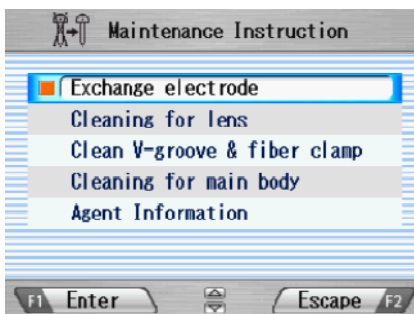 Maintenance Instruction
Exchange electrode
Cleaning for lens
Clean V-groove & fiber clamp
Cleaning for main body
Agent Information
F1 Enter Escape F2